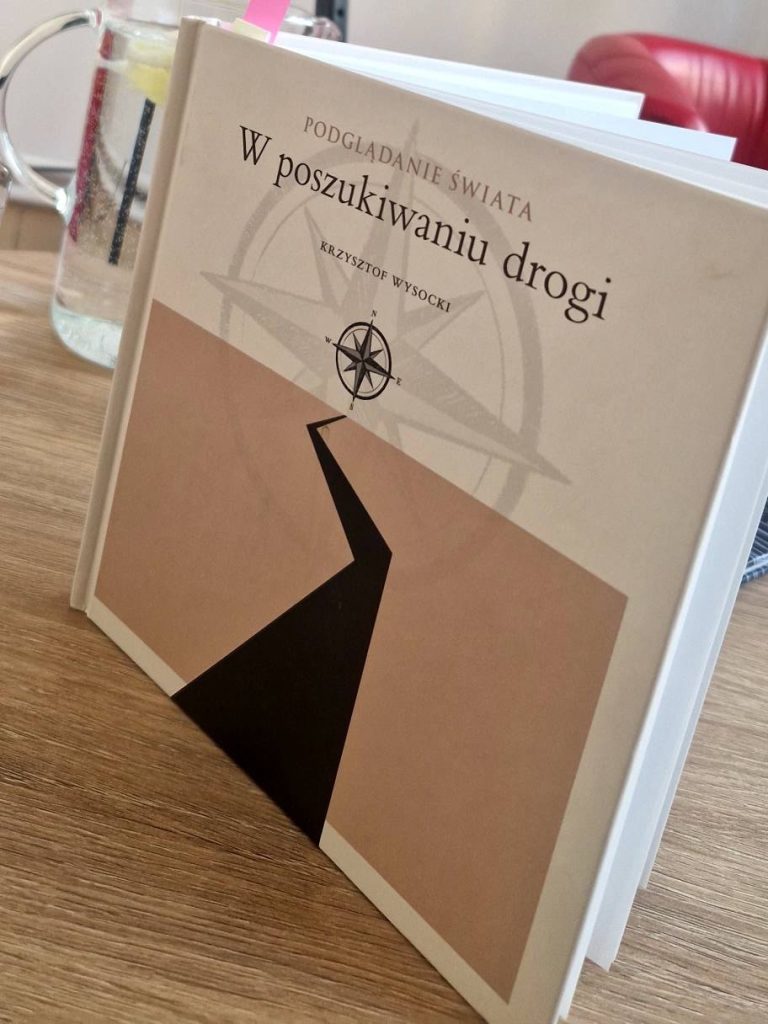 PODGLĄDANIE ŚWIATA
W poszukiwaniu drogi
KRZYSZTOF WYSOCKI
N
W
E
S